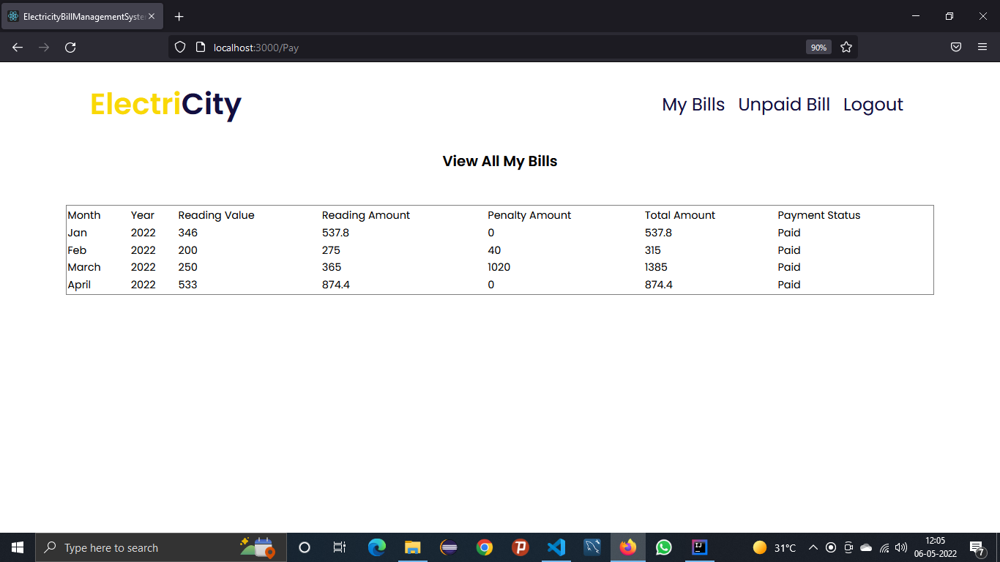 ElectricityBillManagementSyste
localhost:3000/Pay
90%
ElectriCity
My Bills Unpaid Bill Logout
View All My Bills
Month Year Reading Value Reading Amount Penalty Amount Total Amount Payment Status
Jan 2022 346 537.8 0 537.8 Paid
Feb 2022 200 275 40 315 Paid
March 2022 250 365 1020 1385 Paid
April 2022 533 874.4 0 874.4 Paid
Type here to search
31°C
12:05
06-05-2022
7